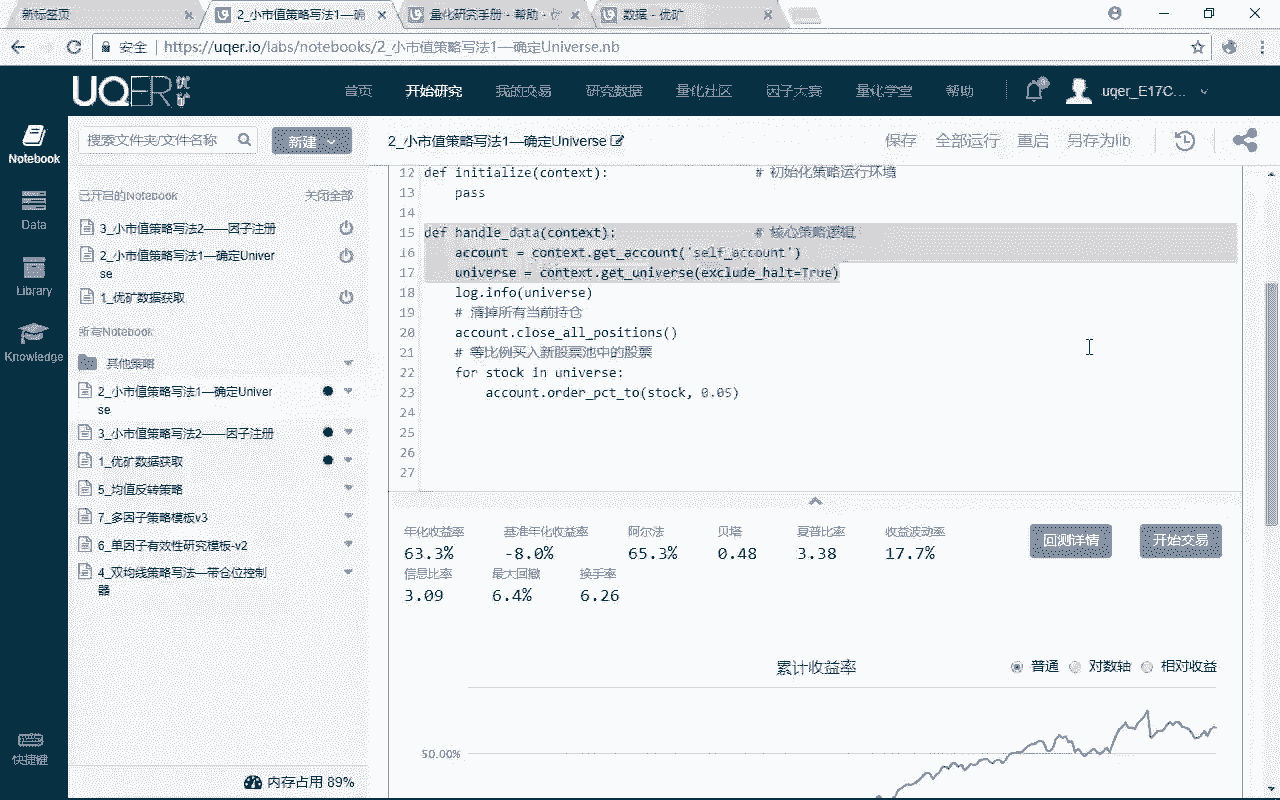 新标签页
2_小市值策略写法1—确
量化研究手册 - 帮助 -
数据 - 优矿
安全 https://uqer.io/labs/notebooks/2_小市值策略写法1—确定Universe.nb
UQER 优矿
首页
开始研究
我的交易
研究数据
量化社区
因子大赛
量化学堂
帮助
uqer_E17C...
Notebook
Data
Library
Knowledge
快捷键
搜索文件夹/文件名称
新建
已开启的Notebook
关闭全部
3_小市值策略写法2——因子注册
2_小市值策略写法1—确定Univer
se
1_优矿数据获取
所有Notebook
其他策略
2_小市值策略写法1—确定Univer
se
3_小市值策略写法2——因子注册
1_优矿数据获取
5_均值反转策略
7_多因子策略模板v3
6_单因子有效性研究模板-v2
4_双均线策略写法—带仓位控制
器
内存占用 89%
2_小市值策略写法1—确定Universe
保存
全部运行
重启
另存为lib
12 def initialize(context): # 初始化策略运行环境
13 pass
14
15 def handle_data(context): # 核心策略逻辑
16 account = context.get_account('self_account')
17 universe = context.get_universe(exclude_halt=True)
18 log.info(universe)
19 # 清掉所有当前持仓
20 account.close_all_positions()
21 # 等比例买入新股票池中的股票
22 for stock in universe:
23 account.order_pct_to(stock, 0.05)
24
25
26
27
年化收益率 基准年化收益率 阿尔法 贝塔 夏普比率 收益波动率
63.3% -8.0% 65.3% 0.48 3.38 17.7%
信息比率 最大回撤 换手率
3.09 6.4% 6.26
回测详情
开始交易
累计收益率
普通 对数轴 相对收益
50.00%